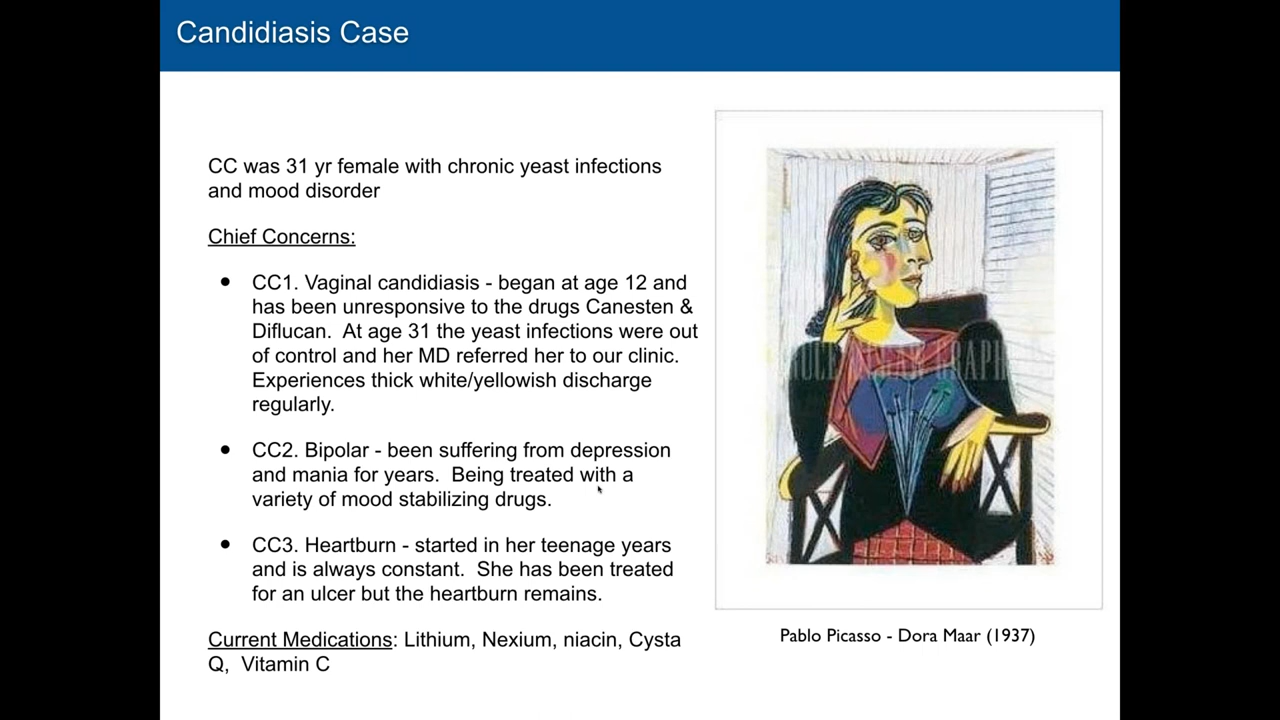 Candidiasis Case
CC was 31 yr female with chronic yeast infections
and mood disorder
Chief Concerns:
CC1. Vaginal candidiasis - began at age 12 and
has been unresponsive to the drugs Canesten &
Diflucan.  At age 31 the yeast infections were out
of control and her MD referred her to our clinic.
Experiences thick white/yellowish discharge
regularly.
CC2. Bipolar - been suffering from depression
and mania for years.  Being treated with a
variety of mood stabilizing drugs.
CC3. Heartburn - started in her teenage years
and is always constant.  She has been treated
for an ulcer but the heartburn remains.
Current Medications: Lithium, Nexium, niacin, Cysta
Q,  Vitamin C
Pablo Picasso - Dora Maar (1937)